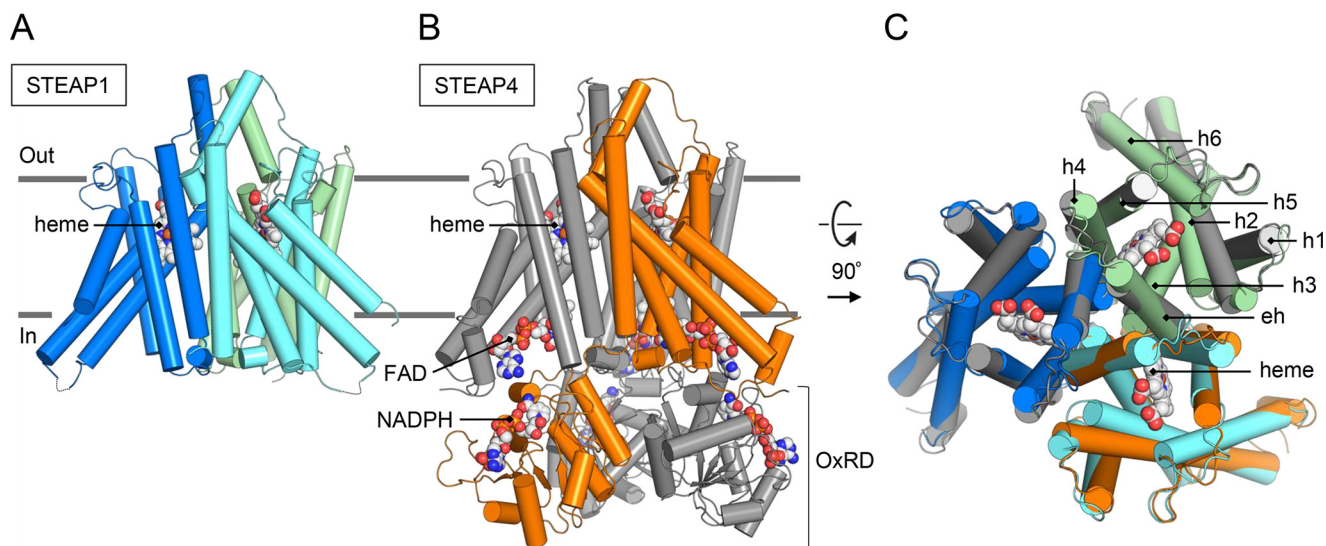 A
STEAP1
Out
heme
In
B
STEAP4
heme
FAD
NADPH
OxRD
90°
C
h6
h4
h5
h2
h1
h3
eh
heme